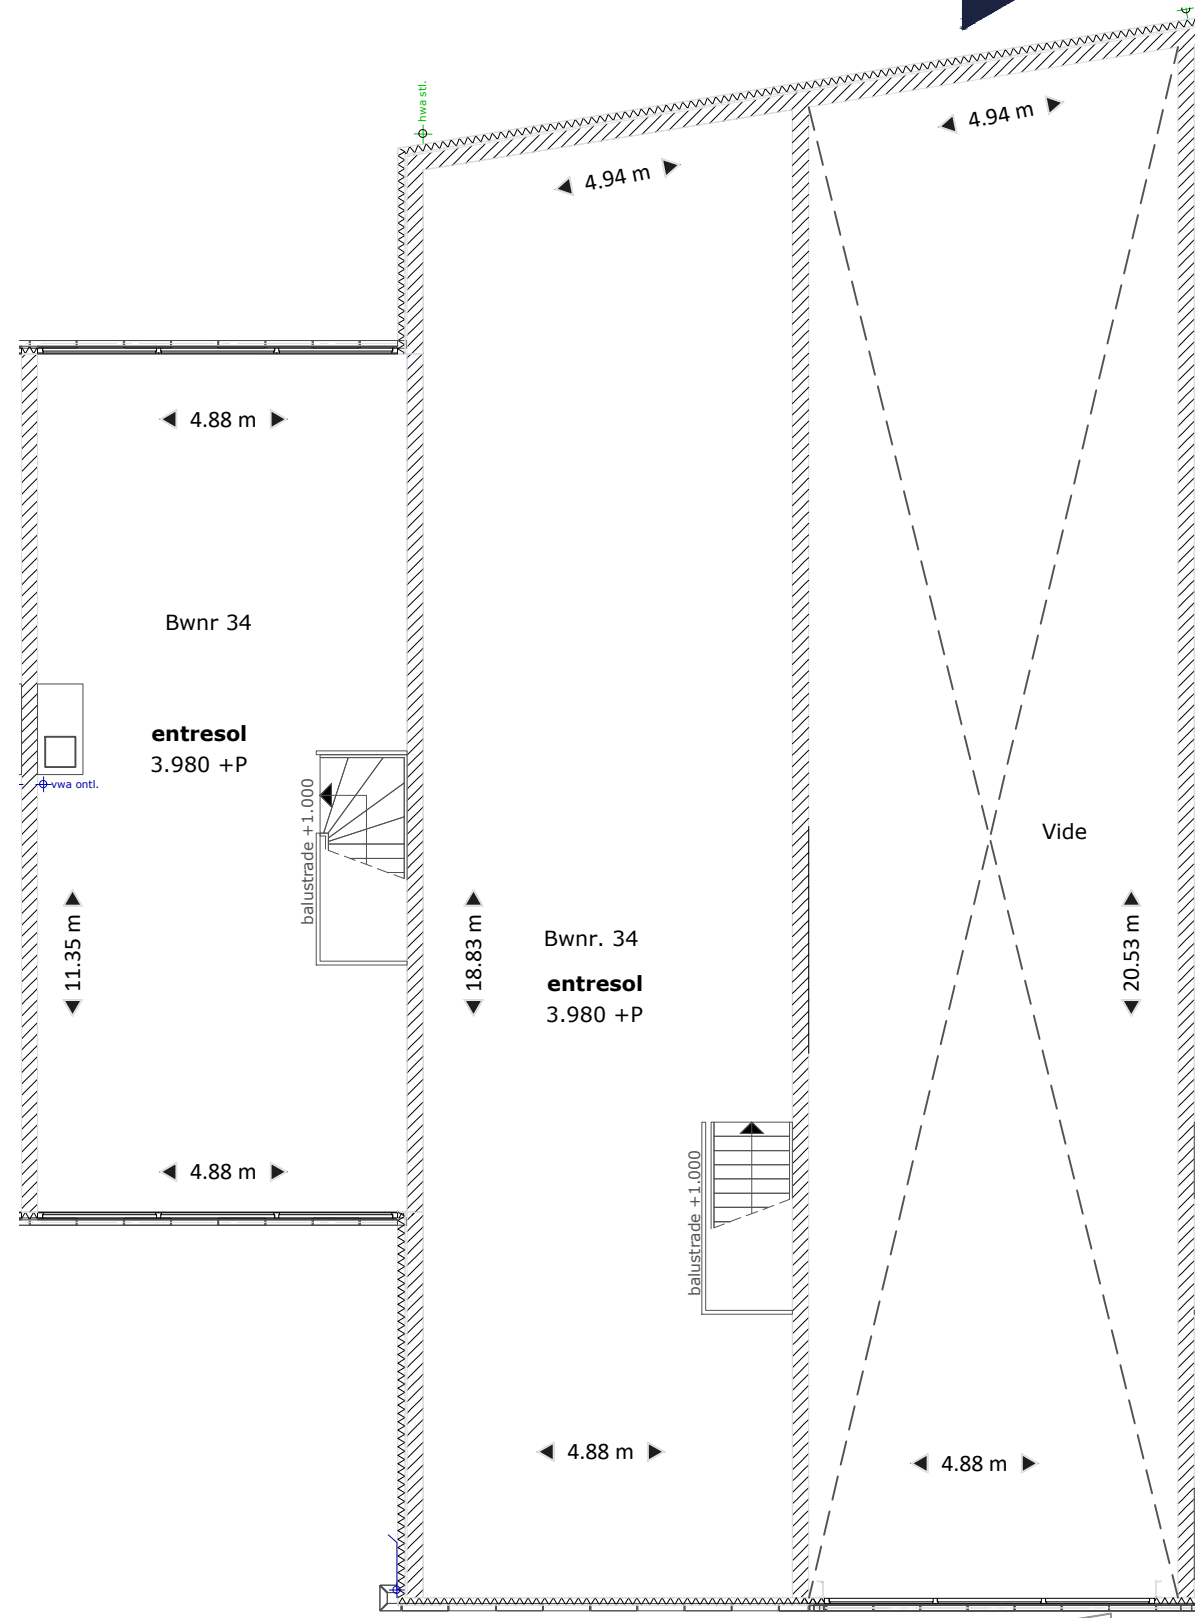 hwa stl.
4.94 m
4.94 m
4.88 m
Bwnr 34
entresol
3.980 +P
vwa ontl.
balustrade +1.000
Vide
11.35 m
18.83 m
Bwnr. 34
entresol
3.980 +P
20.53 m
balustrade +1.000
4.88 m
4.88 m
4.88 m